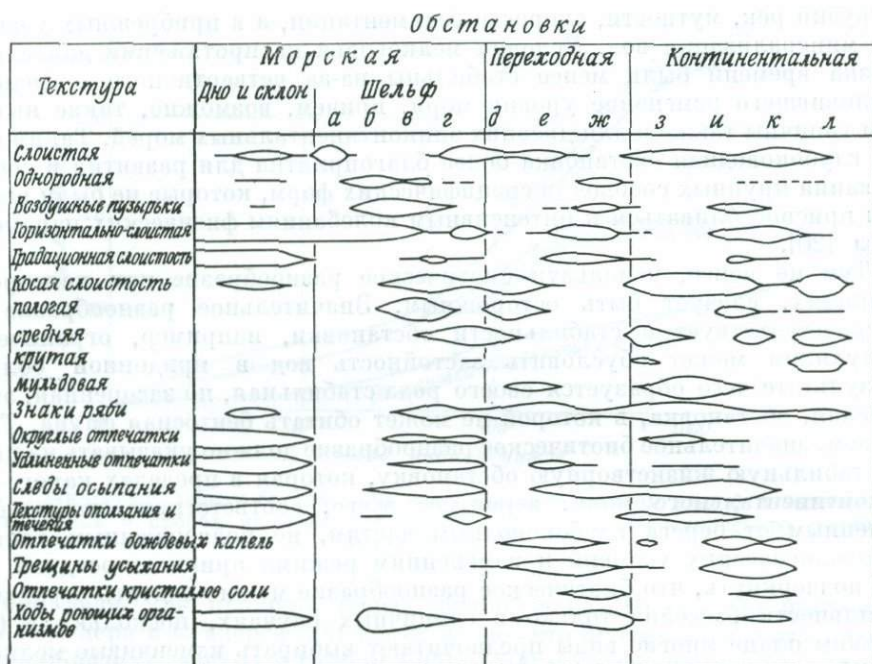 Обстановки
Текстура
Морская
Переходная
Континентальная
Дно и склон
Шельф
а б в г д е ж з и к л
Слоистая
однородная
Воздушные пузырьки
Горизонтально-слоистая
Градационная слоистость
Косая слоистость
пологая
средняя
крутая
мульдовая
Знаки ряби
Округлые отпечатки
Удлиненные отпечатки
Следы осыпания
Текстуры оползания и
течения
Отпечатки дождевых капель
Трещины усыхания
Отпечатки кристаллов соли
Ходы роющих орга-
низмов